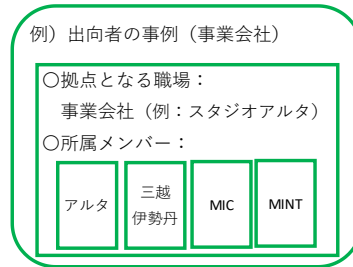 例）出向者の事例（事業会社）
〇拠点となる職場：
事業会社（例：スタジオアルタ）
〇所属メンバー：
アルタ
三越
伊勢丹
MIC
MINT